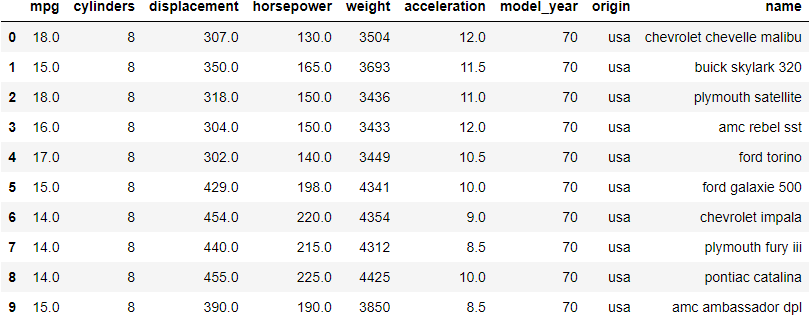 mpg cylinders displacement horsepower weight acceleration model_year origin name
0 18.0 8 307.0 130.0 3504 12.0 70 usa chevrolet chevelle malibu
1 15.0 8 350.0 165.0 3693 11.5 70 usa buick skylark 320
2 18.0 8 318.0 150.0 3436 11.0 70 usa plymouth satellite
3 16.0 8 304.0 150.0 3433 12.0 70 usa amc rebel sst
4 17.0 8 302.0 140.0 3449 10.5 70 usa ford torino
5 15.0 8 429.0 198.0 4341 10.0 70 usa ford galaxie 500
6 14.0 8 454.0 220.0 4354 9.0 70 usa chevrolet impala
7 14.0 8 440.0 215.0 4312 8.5 70 usa plymouth fury iii
8 14.0 8 455.0 225.0 4425 10.0 70 usa pontiac catalina
9 15.0 8 390.0 190.0 3850 8.5 70 usa amc ambassador dpl